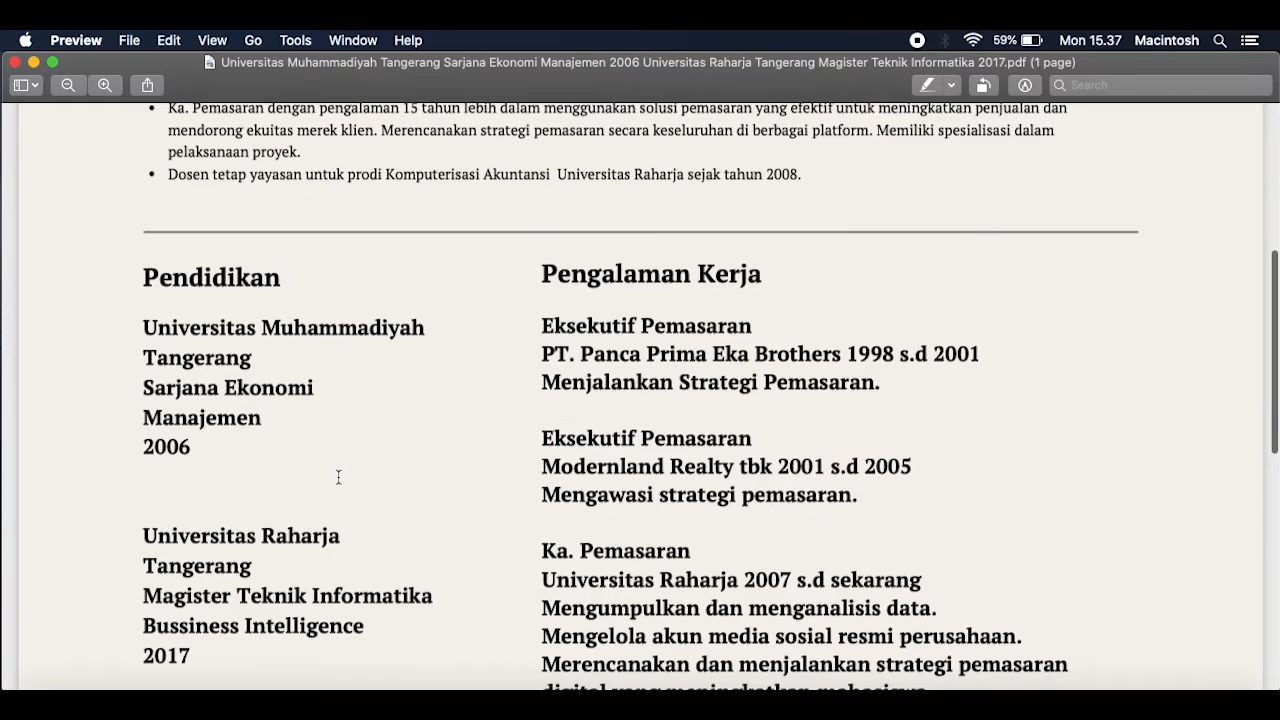 Preview File Edit View Go Tools Window Help 59% Mon 15.37 Macintosh
Universitas Muhammadiyah Tangerang Sarjana Ekonomi Manajemen 2006 Universitas Raharja Tangerang Magister Teknik Informatika 2017.pdf (1 page)
Search
• Ka. Pemasaran dengan pengalaman 15 tahun lebih dalam menggunakan solusi pemasaran yang efektif untuk meningkatkan penjualan dan
mendorong ekuitas merek klien. Merencanakan strategi pemasaran secara keseluruhan di berbagai platform. Memiliki spesialisasi dalam
pelaksanaan proyek.
• Dosen tetap yayasan untuk prodi Komputerisasi Akuntansi Universitas Raharja sejak tahun 2008.
Pendidikan
Universitas Muhammadiyah
Tangerang
Sarjana Ekonomi
Manajemen
2006
Universitas Raharja
Tangerang
Magister Teknik Informatika
Bussiness Intelligence
2017
Pengalaman Kerja
Eksekutif Pemasaran
PT. Panca Prima Eka Brothers 1998 s.d 2001
Menjalankan Strategi Pemasaran.
Eksekutif Pemasaran
Modernland Realty tbk 2001 s.d 2005
Mengawasi strategi pemasaran.
Ka. Pemasaran
Universitas Raharja 2007 s.d sekarang
Mengumpulkan dan menganalisis data.
Mengelola akun media sosial resmi perusahaan.
Merencanakan dan menjalankan strategi pemasaran
digital yang meningkatkan mahasiswa